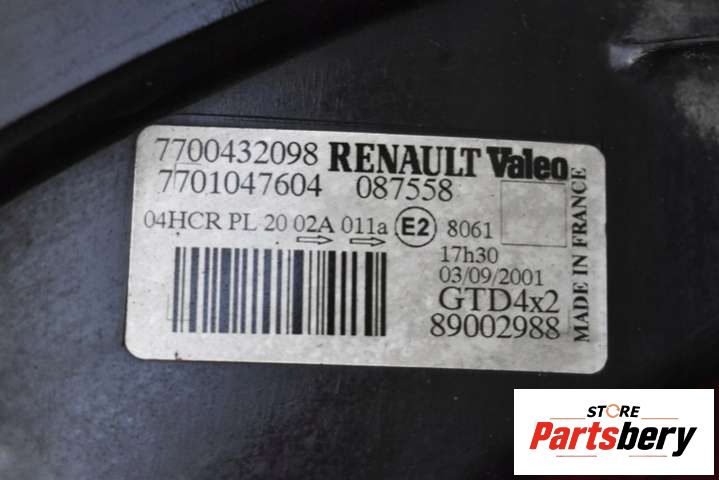 7700432098 RENAULT Valeo
7701047604 087558
04HCR PL 20 02A 011a E2 8061
17h30
03/09/2001
GTD4x2
89002988
MADE IN FRANCE
STORE
Partsbery